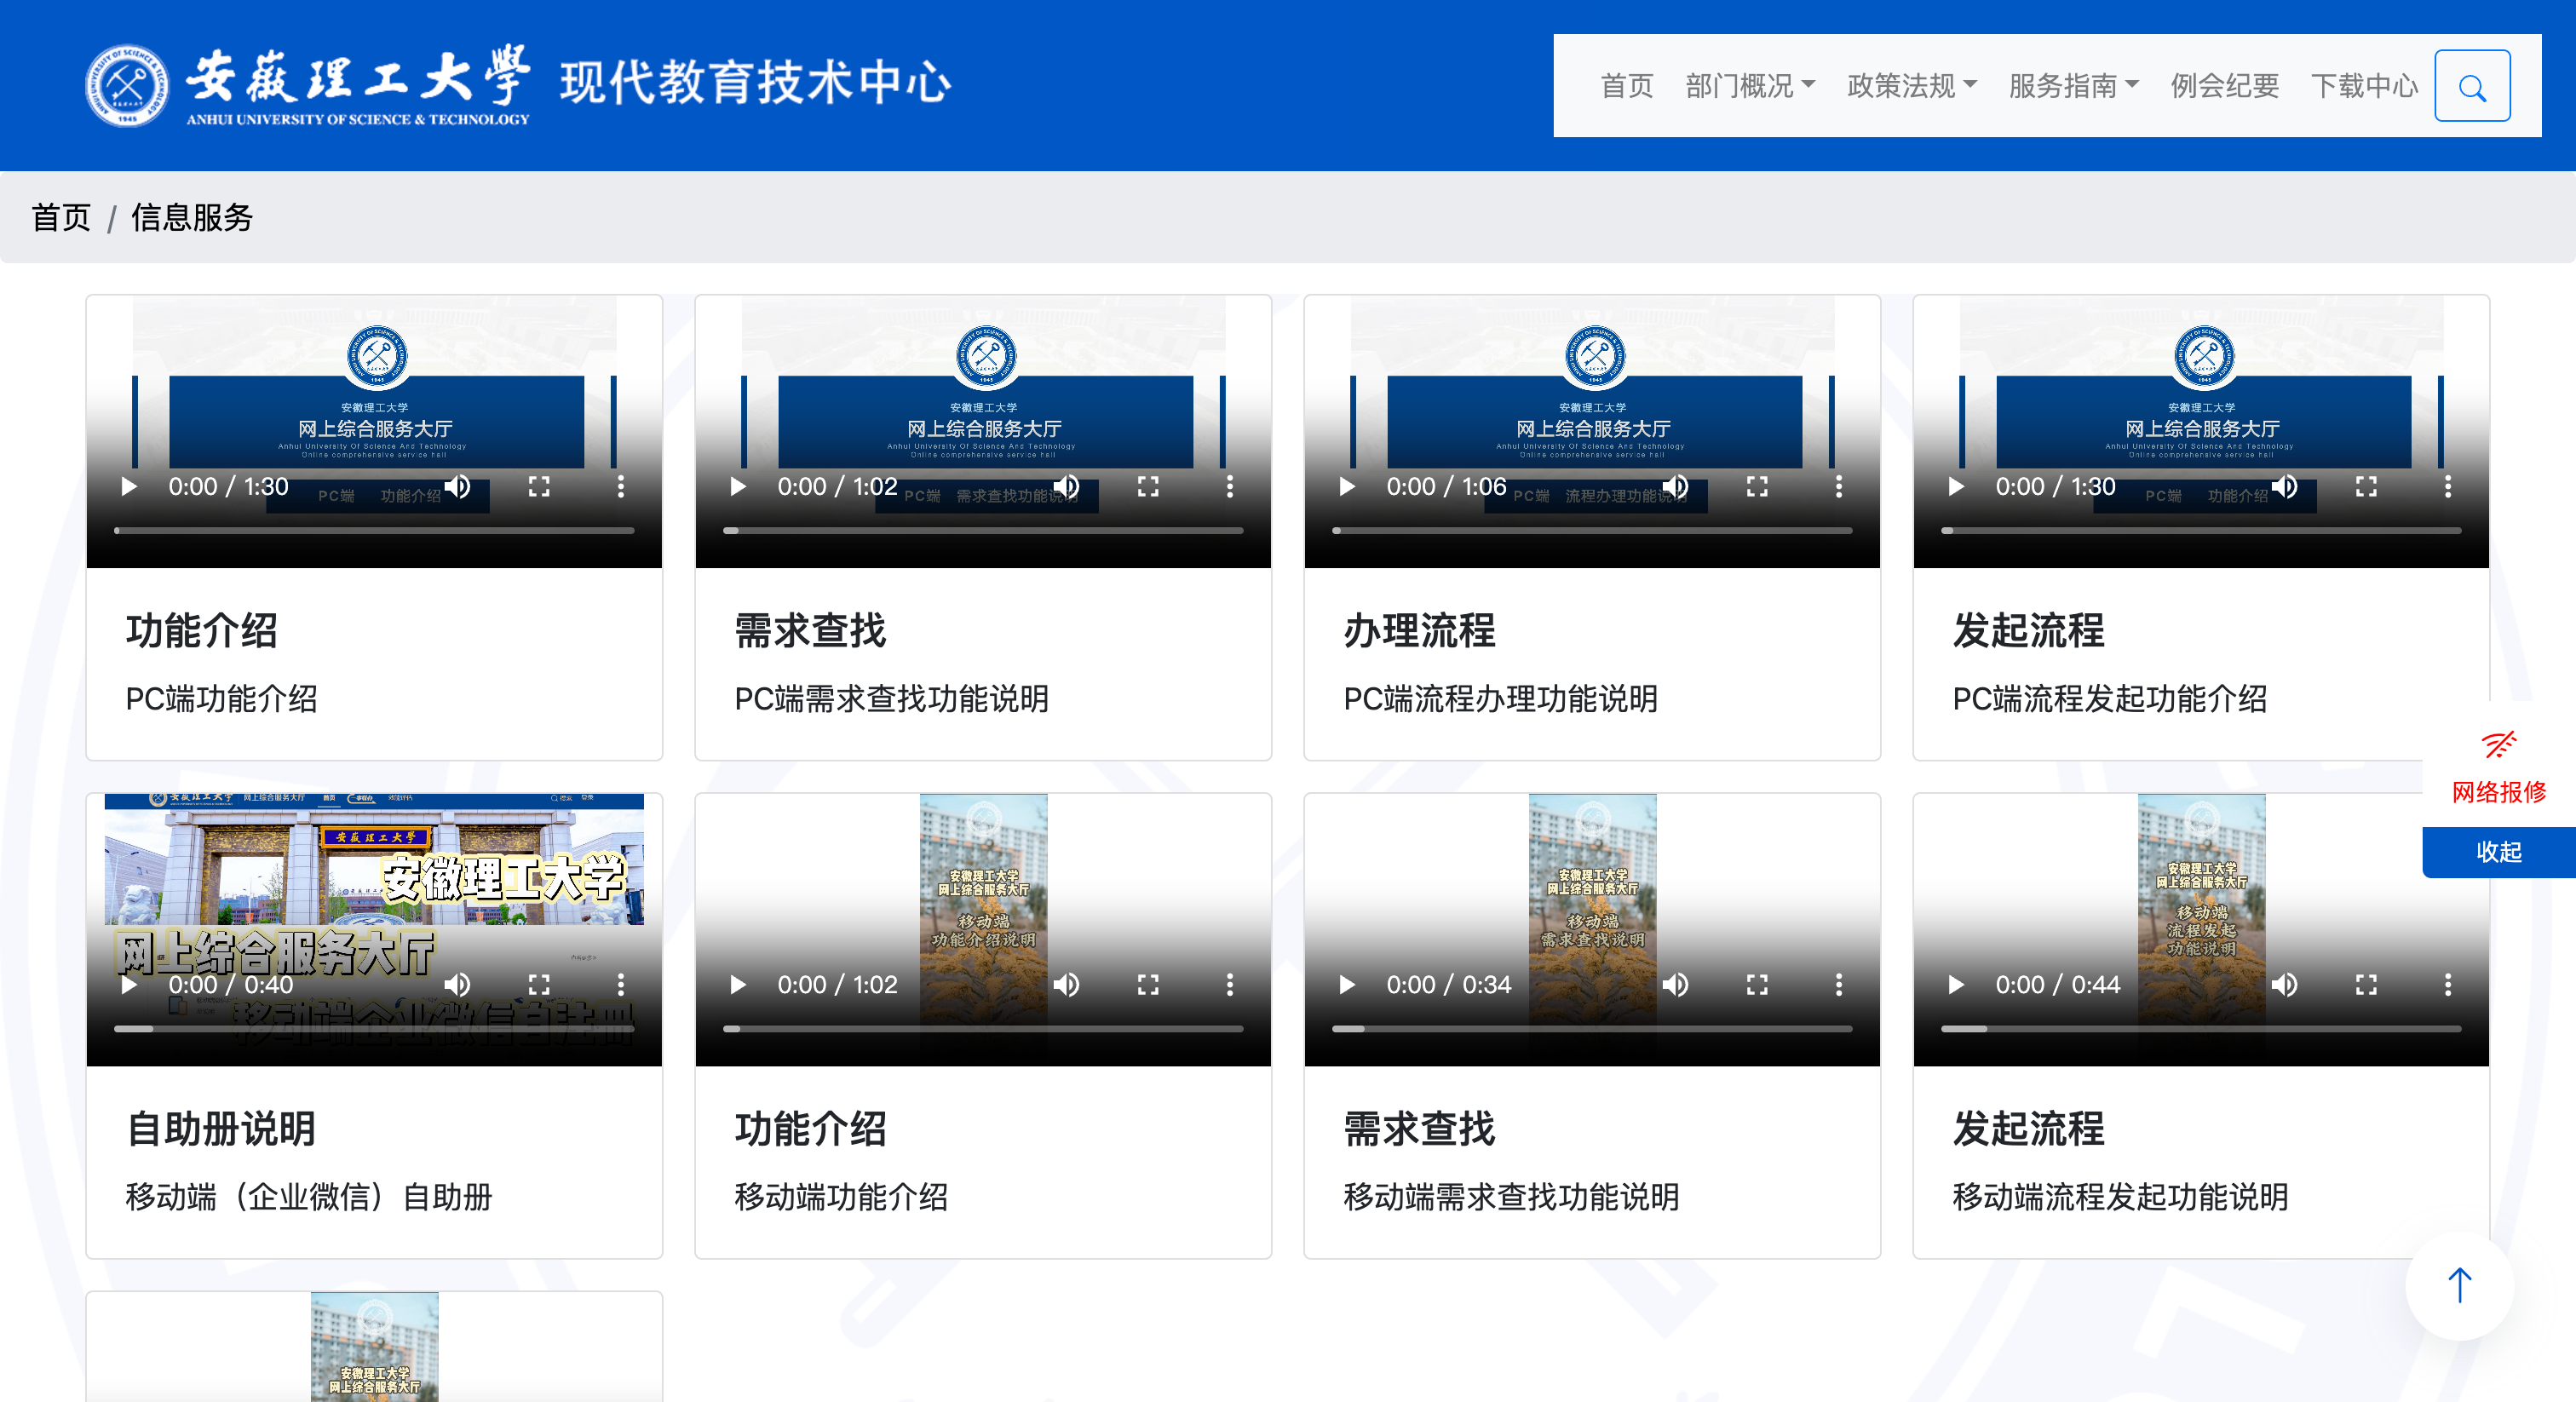 安徽理工大學 现代教育技术中心
ANHUI UNIVERSITY OF SCIENCE & TECHNOLOGY
首页 部门概况 政策法规 服务指南 例会纪要 下载中心
首页 / 信息服务
安徽理工大学
网上综合服务大厅
Anhui University Of Science And Technology
Online comprehensive service hall
PC端 功能介绍
0:00 / 1:30
功能介绍
PC端功能介绍
安徽理工大学
网上综合服务大厅
Anhui University Of Science And Technology
Online comprehensive service hall
PC端 需求查找功能说明
0:00 / 1:02
需求查找
PC端需求查找功能说明
安徽理工大学
网上综合服务大厅
Anhui University Of Science And Technology
Online comprehensive service hall
PC端 流程办理功能说明
0:00 / 1:06
办理流程
PC端流程办理功能说明
安徽理工大学
网上综合服务大厅
Anhui University Of Science And Technology
Online comprehensive service hall
PC端 功能介绍
0:00 / 1:30
发起流程
PC端流程发起功能介绍
网络报修
收起
安徽理工大學 网上综合服务大厅 首页
安徽理工大學
安徽理工大学
网上综合服务大厅
移动端企业微信自注册
0:00 / 0:40
自助册说明
移动端（企业微信）自助册
安徽理工大学
网上综合服务大厅
移动端
功能介绍说明
0:00 / 1:02
功能介绍
移动端功能介绍
安徽理工大学
网上综合服务大厅
移动端
需求查找说明
0:00 / 0:34
需求查找
移动端需求查找功能说明
安徽理工大学
网上综合服务大厅
移动端
流程发起
功能说明
0:00 / 0:44
发起流程
移动端流程发起功能说明
安徽理工大学
网上综合服务大厅